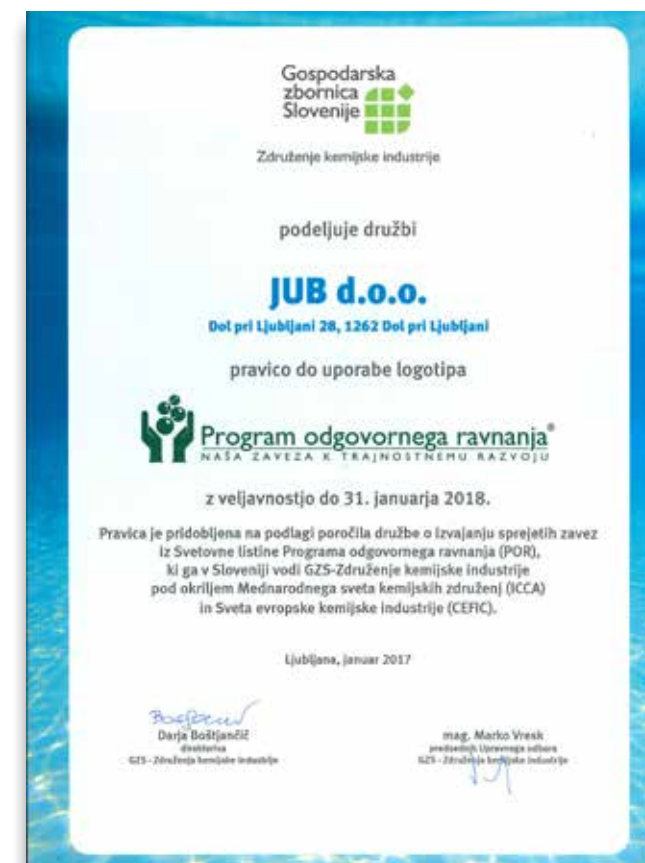 Gospodarska
zbornica
Slovenije
Združenje kemijske industrije
podeljuje družbi
JUB d.o.o.
Dol pri Ljubljani 28, 1262 Dol pri Ljubljani
pravico do uporabe logotipa
Program odgovornega ravnanja®
NAŠA ZAVEZA K TRAJNOSTNEMU RAZVOJU
z veljavnostjo do 31. januarja 2018.
Pravica je pridobljena na podlagi poročila družbe o izvajanju sprejetih zavez
iz Svetovne listine Programa odgovornega ravnanja (POR),
ki ga v Sloveniji vodi GZS-Združenje kemijske industrije
pod okriljem Mednarodnega sveta kemijskih združenj (ICCA)
in Sveta evropske kemijske industrije (CEFIC).
Ljubljana, januar 2017
Darja Boštjančič
direktorica
GZS - Združenja kemijske industrije
mag. Marko Vresk
predsednik Upravnega odbora
GZS - Združenja kemijske industrije